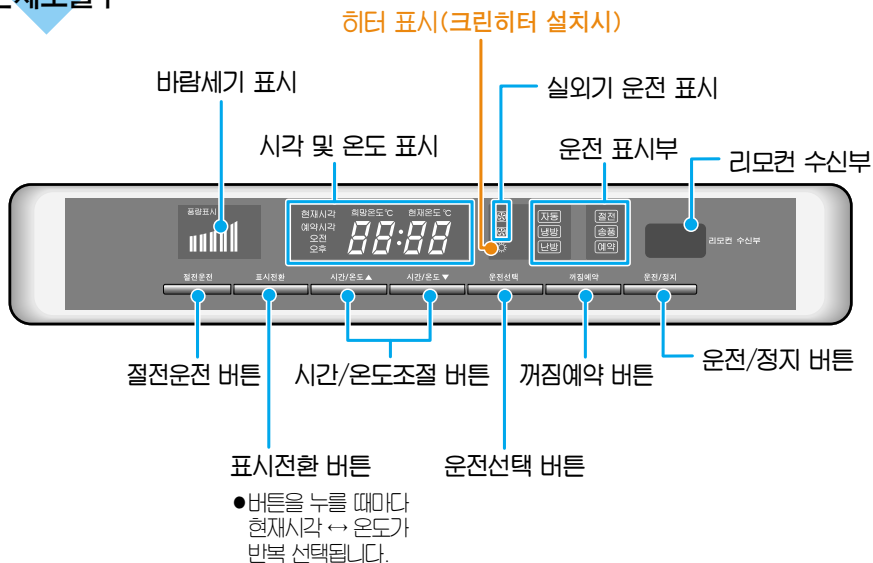 히터 표시(크린히터 설치시)
바람세기 표시
실외기 운전 표시
시각 및 온도 표시
운전 표시부
리모컨 수신부
풍량표시
현재시각
예약시각
오전
오후
희망온도℃
현재온도℃
88:88
자동
냉방
난방
절전
송풍
예약
리모컨 수신부
절전운전
표시전환
시간/온도▲
시간/온도▼
운전선택
꺼짐예약
운전/정지
절전운전 버튼
시간/온도조절 버튼
꺼짐예약 버튼
운전/정지 버튼
표시전환 버튼
운전선택 버튼
●버튼을 누를 때마다
현재시각 ↔ 온도가
반복 선택됩니다.